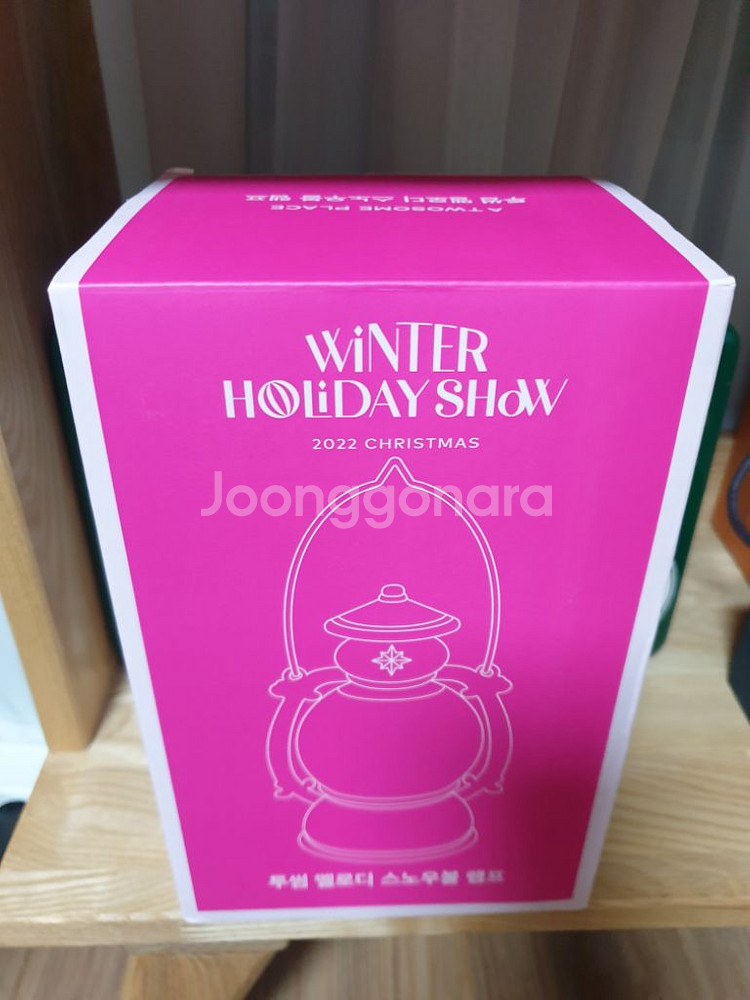 A TWOSOME PLACE
투썸 멜로디 스노우볼 램프
WiNTER
HOLiDAY SHOW
2022 CHRISTMAS
Joonggonara
투썸 멜로디 스노우볼 램프